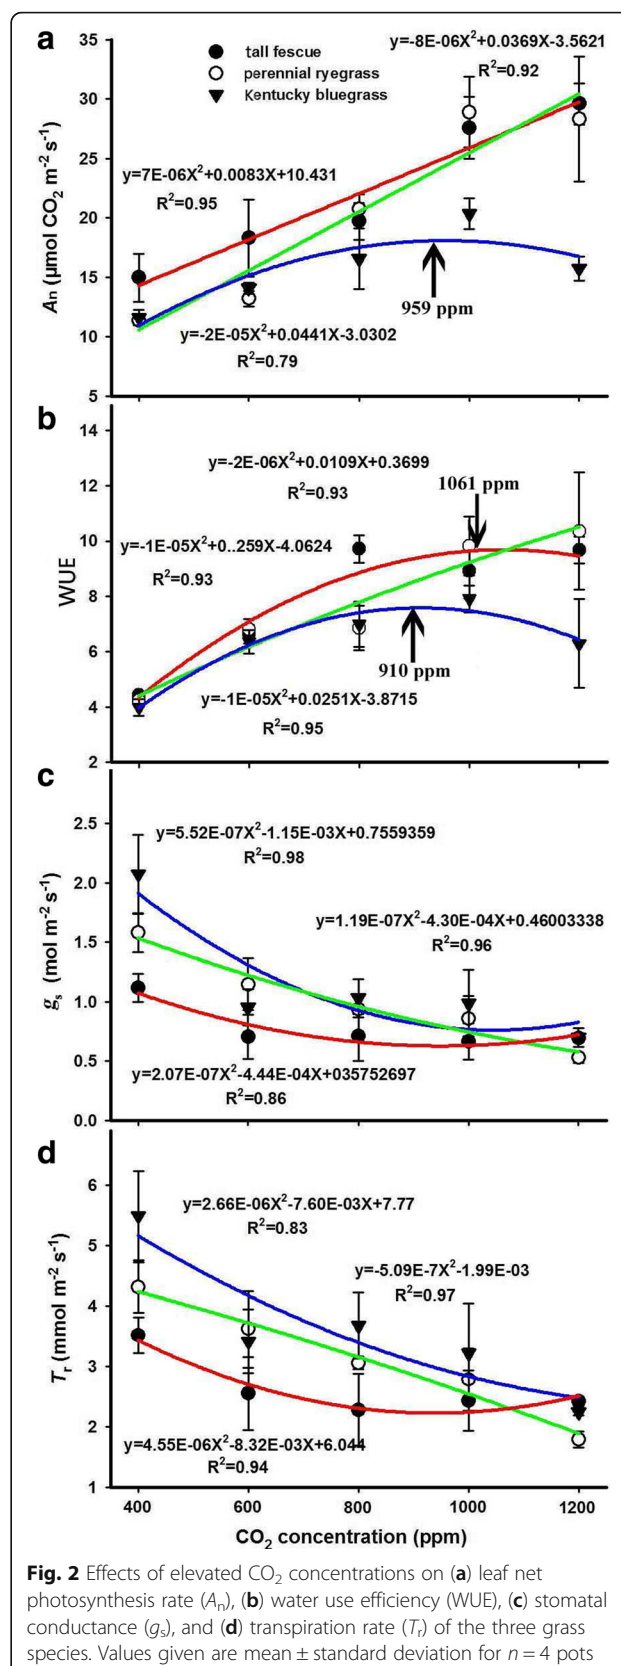 a
35
30
25
20
15
10
5
Aₙ (µmol CO₂ m⁻² s⁻¹)
tall fescue
perennial ryegrass
Kentucky bluegrass
y=-8E-06X²+0.0369X-3.5621
R²=0.92
y=7E-06X²+0.0083X+10.431
R²=0.95
959 ppm
y=-2E-05X²+0.0441X-3.0302
R²=0.79
b
14
12
10
8
6
4
2
WUE
y=-2E-06X²+0.0109X+0.3699
R²=0.93
1061 ppm
y=-1E-05X²+0..259X-4.0624
R²=0.93
910 ppm
y=-1E-05X²+0.0251X-3.8715
R²=0.95
c
2.5
2.0
1.5
1.0
0.5
0.0
gₛ (mol m⁻² s⁻¹)
y=5.52E-07X²-1.15E-03X+0.7559359
R²=0.98
y=1.19E-07X²-4.30E-04X+0.46003338
R²=0.96
y=2.07E-07X²-4.44E-04X+035752697
R²=0.86
d
6
5
4
3
2
1
Tᵣ (mmol m⁻² s⁻¹)
y=2.66E-06X²-7.60E-03X+7.77
R²=0.83
y=-5.09E-7X²-1.99E-03
R²=0.97
y=4.55E-06X²-8.32E-03X+6.044
R²=0.94
400 600 800 1000 1200
CO₂ concentration (ppm)
Fig. 2 Effects of elevated CO₂ concentrations on (a) leaf net
photosynthesis rate (Aₙ), (b) water use efficiency (WUE), (c) stomatal
conductance (gₛ), and (d) transpiration rate (Tᵣ) of the three grass
species. Values given are mean ± standard deviation for n = 4 pots